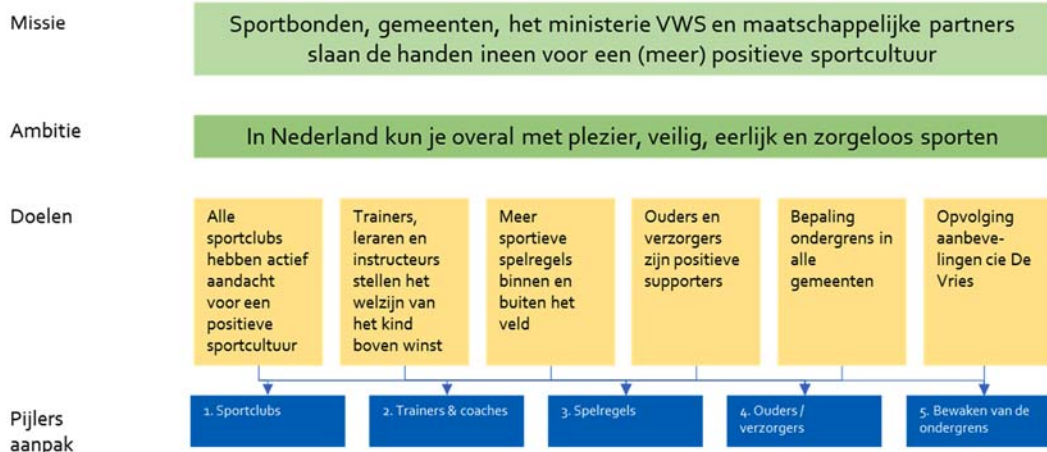 Missie
Sportbonden, gemeenten, het ministerie VWS en maatschappelijke partners
slaan de handen ineen voor een (meer) positieve sportcultuur
Ambitie
In Nederland kun je overal met plezier, veilig, eerlijk en zorgeloos sporten
Doelen
Alle
sportclubs
hebben actief
aandacht
voor een
positieve
sportcultuur
Trainers,
leraren en
instructeurs
stellen het
welzijn van
het kind
boven winst
Meer
sportieve
spelregels
binnen en
buiten het
veld
Ouders en
verzorgers
zijn positieve
supporters
Bepaling
ondergrens in
alle
gemeenten
Opvolging
aanbeve-
lingen cie De
Vries
Pijlers
aanpak
1. Sportclubs
2. Trainers & coaches
3. Spelregels
4. Ouders /
verzorgers
5. Bewaken van de
ondergrens